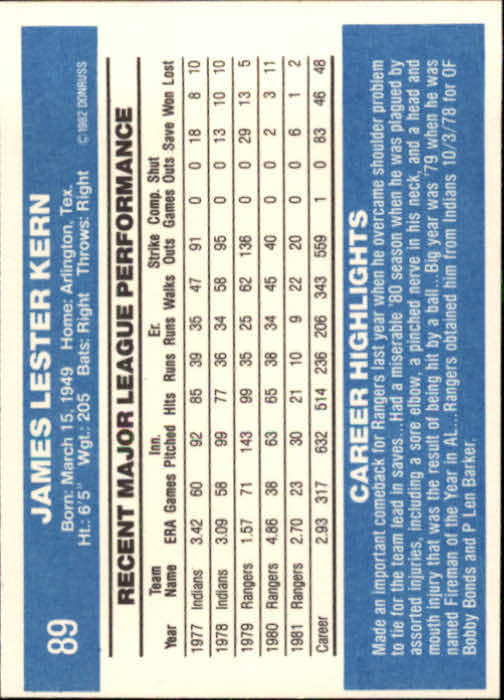 89
JAMES LESTER KERN
Born: March 15, 1949 Home: Arlington, Tex.
Ht.: 6'5" Wgt.: 205 Bats: Right Throws: Right
©1982 DONRUSS
RECENT MAJOR LEAGUE PERFORMANCE
Team Inn. Er. Strike Comp. Shut
Year Name ERA Games Pitched Hits Runs Runs Walks Outs Games Outs Save Won Lost
1977 Indians 3.42 60 92 85 39 35 47 91 0 0 18 8 10
1978 Indians 3.09 58 99 77 36 34 58 95 0 0 13 10 10
1979 Rangers 1.57 71 143 99 35 25 62 136 0 0 29 13 5
1980 Rangers 4.86 38 63 65 38 34 45 40 0 0 2 3 11
1981 Rangers 2.70 23 30 21 10 9 22 20 0 0 6 1 2
Career 2.93 317 632 514 236 206 343 559 1 0 83 46 48
CAREER HIGHLIGHTS
Made an important comeback for Rangers last year when he overcame shoulder problem
to tie for the team lead in saves...Had a miserable '80 season when he was plagued by
assorted injuries, including a sore elbow, a pinched nerve in his neck, and a head and
mouth injury that was the result of being hit by a ball...Big year was '79 when he was
named Fireman of the Year in AL...Rangers obtained him from Indians 10/3/78 for OF
Bobby Bonds and P Len Barker.